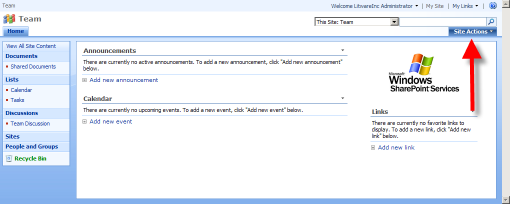 Team
Welcome LitwareInc Administrator
My Site
My Links
Team
This Site: Team
Home
Site Actions
View All Site Content
Documents
Shared Documents
Lists
Calendar
Tasks
Discussions
Team Discussion
Sites
People and Groups
Recycle Bin
Announcements
There are currently no active announcements. To add a new announcement, click "Add new announcement"
below.
Add new announcement
Calendar
There are currently no upcoming events. To add a new event, click "Add new event" below.
Add new event
Microsoft
Windows
SharePoint Services
Links
There are currently no favorite links to
display. To add a new link, click "Add new
link" below.
Add new link